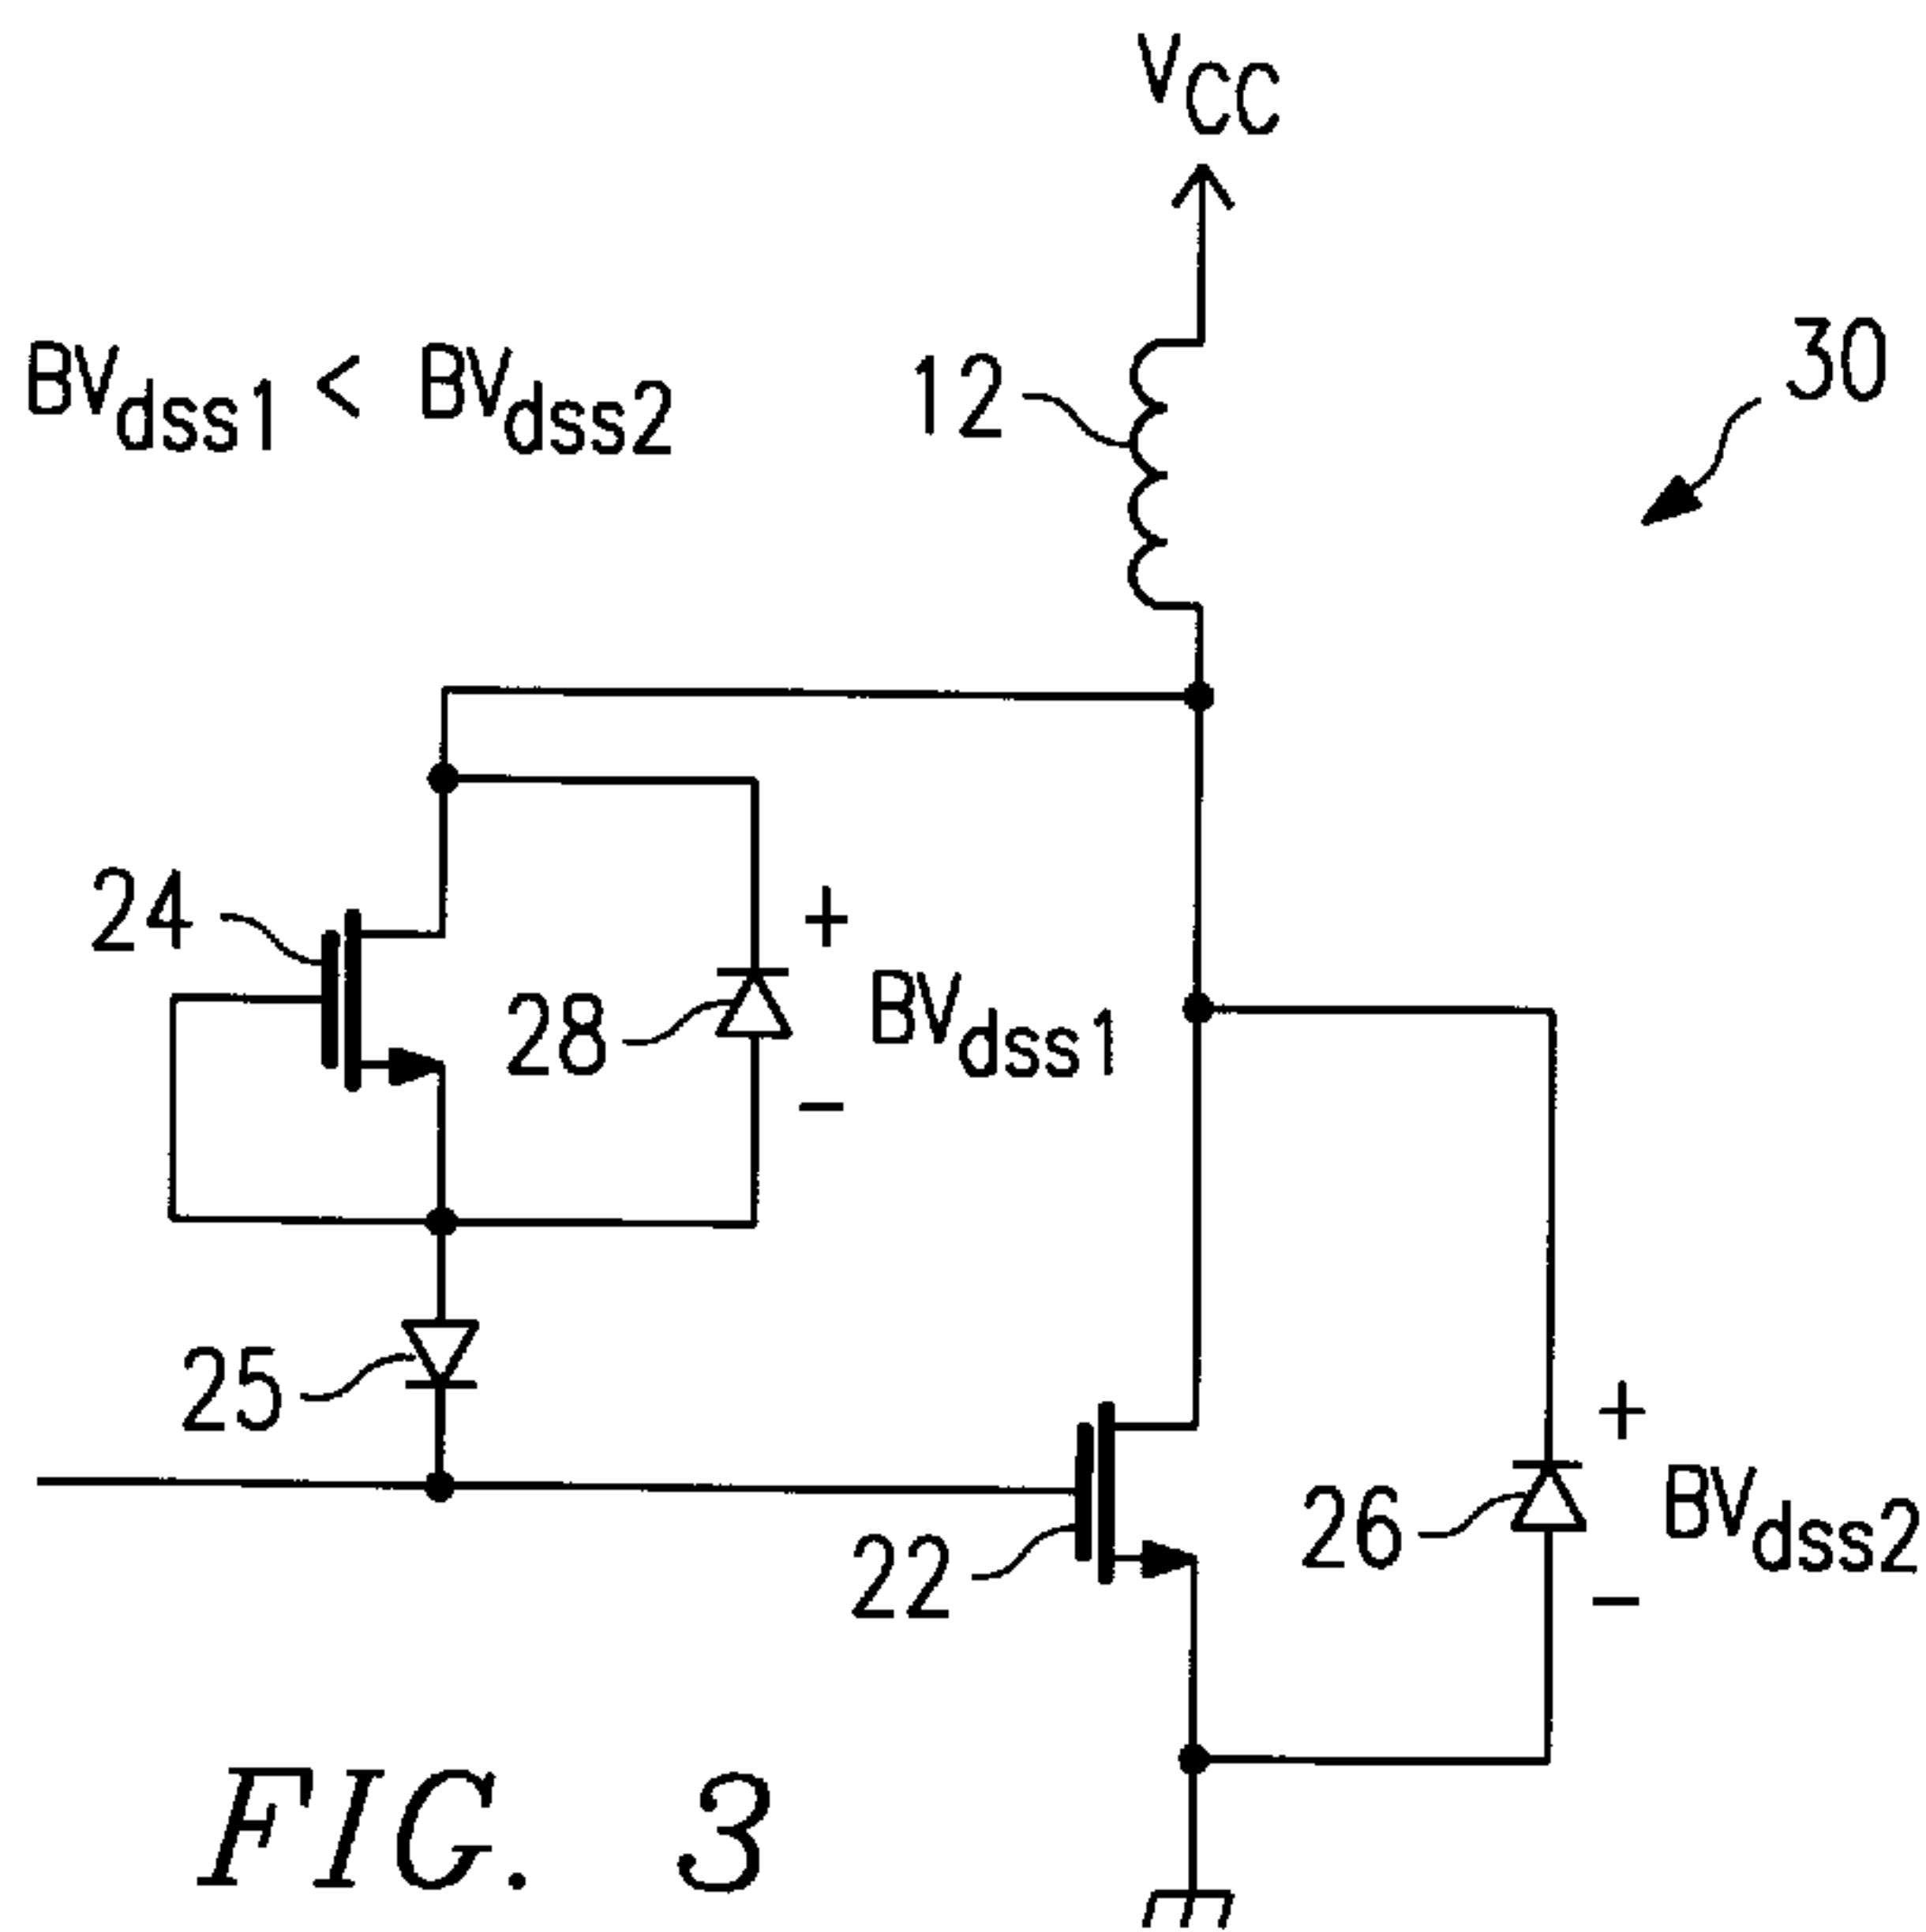 VCC
BVdss1 < BVdss2
12
30
24
28
+
BVdss1
−
25
22
26
+
BVdss2
−
FIG. 3